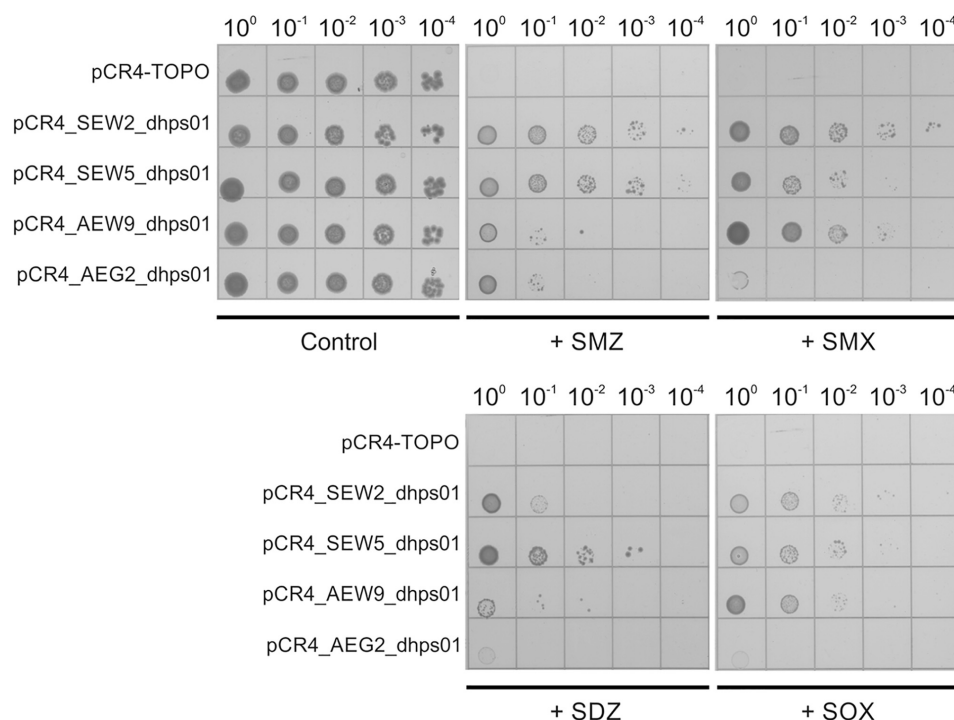 10⁰ 10⁻¹ 10⁻² 10⁻³ 10⁻⁴ 10⁰ 10⁻¹ 10⁻² 10⁻³ 10⁻⁴ 10⁰ 10⁻¹ 10⁻² 10⁻³ 10⁻⁴
pCR4-TOPO
pCR4_SEW2_dhps01
pCR4_SEW5_dhps01
pCR4_AEW9_dhps01
pCR4_AEG2_dhps01
Control + SMZ + SMX
10⁰ 10⁻¹ 10⁻² 10⁻³ 10⁻⁴ 10⁰ 10⁻¹ 10⁻² 10⁻³ 10⁻⁴
pCR4-TOPO
pCR4_SEW2_dhps01
pCR4_SEW5_dhps01
pCR4_AEW9_dhps01
pCR4_AEG2_dhps01
+ SDZ + SOX